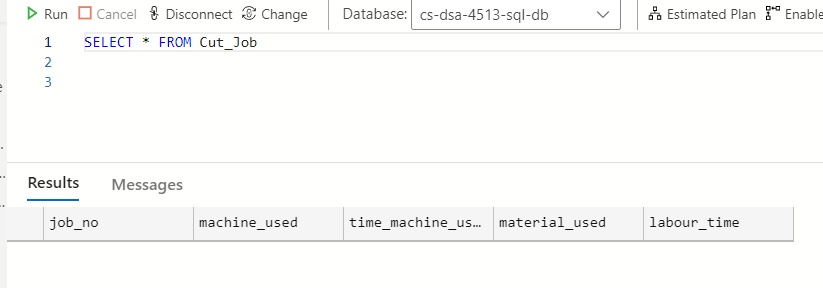 Run Cancel Disconnect Change Database: cs-dsa-4513-sql-db Estimated Plan Enable
1 SELECT * FROM Cut_Job
2
3
Results Messages
job_no machine_used time_machine_us... material_used labour_time